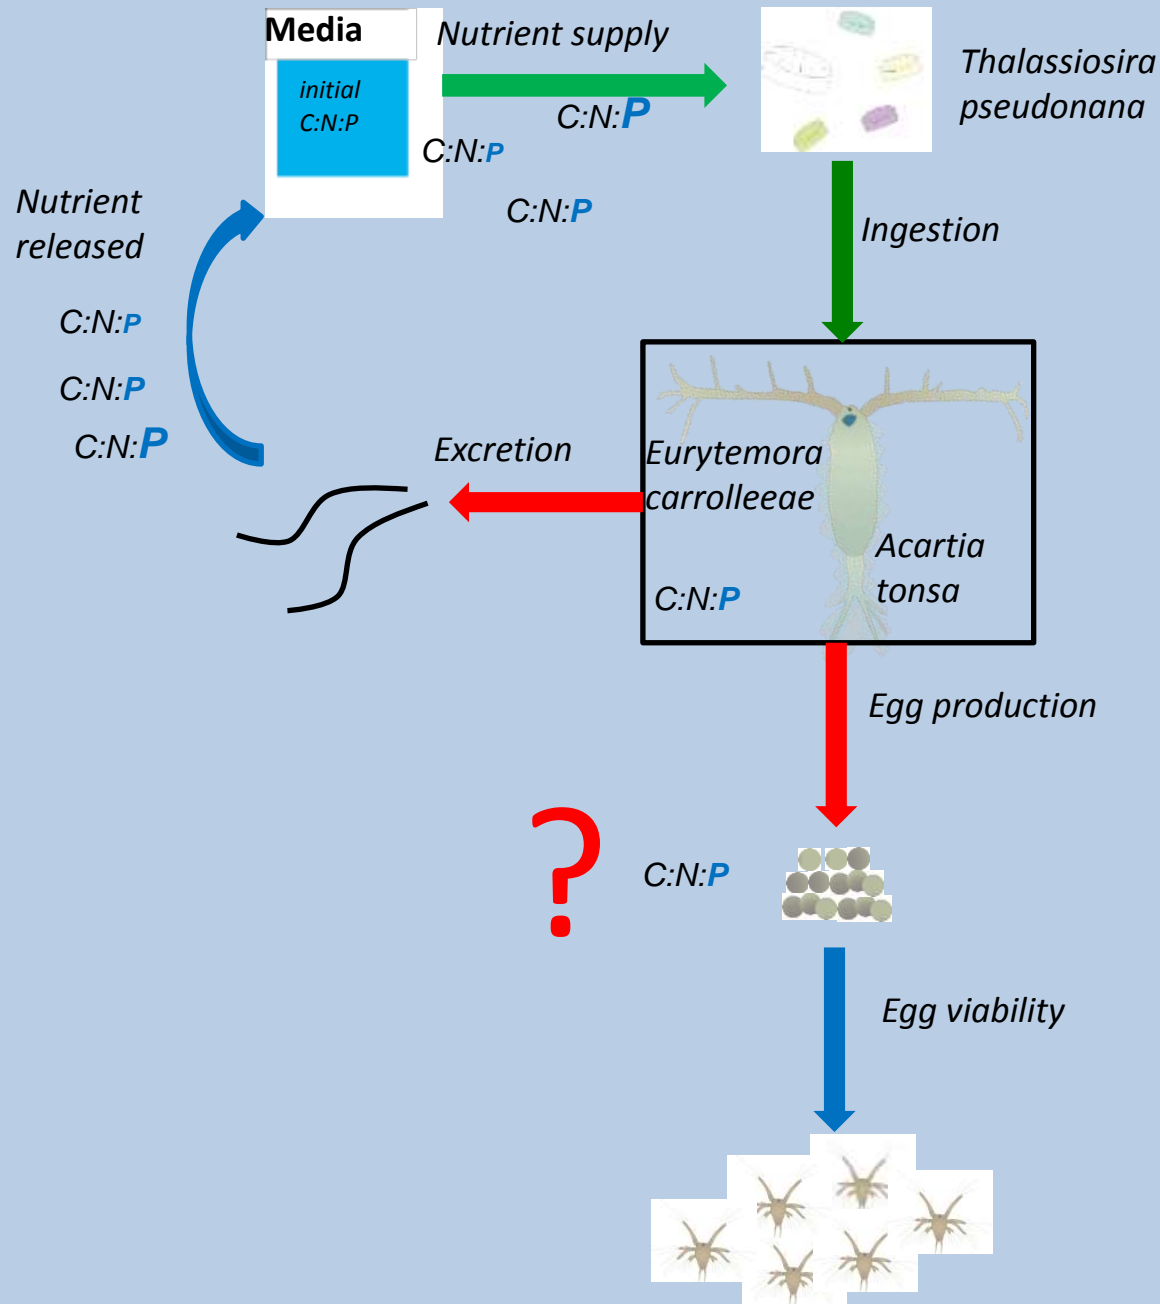 Media
initial
C:N:P
Nutrient supply
C:N:P
C:N:P
C:N:P
Thalassiosira
pseudonana
Nutrient
released
C:N:P
C:N:P
C:N:P
Ingestion
Excretion
Eurytemora
carrolleeae
Acartia
tonsa
C:N:P
Egg production
?
C:N:P
Egg viability